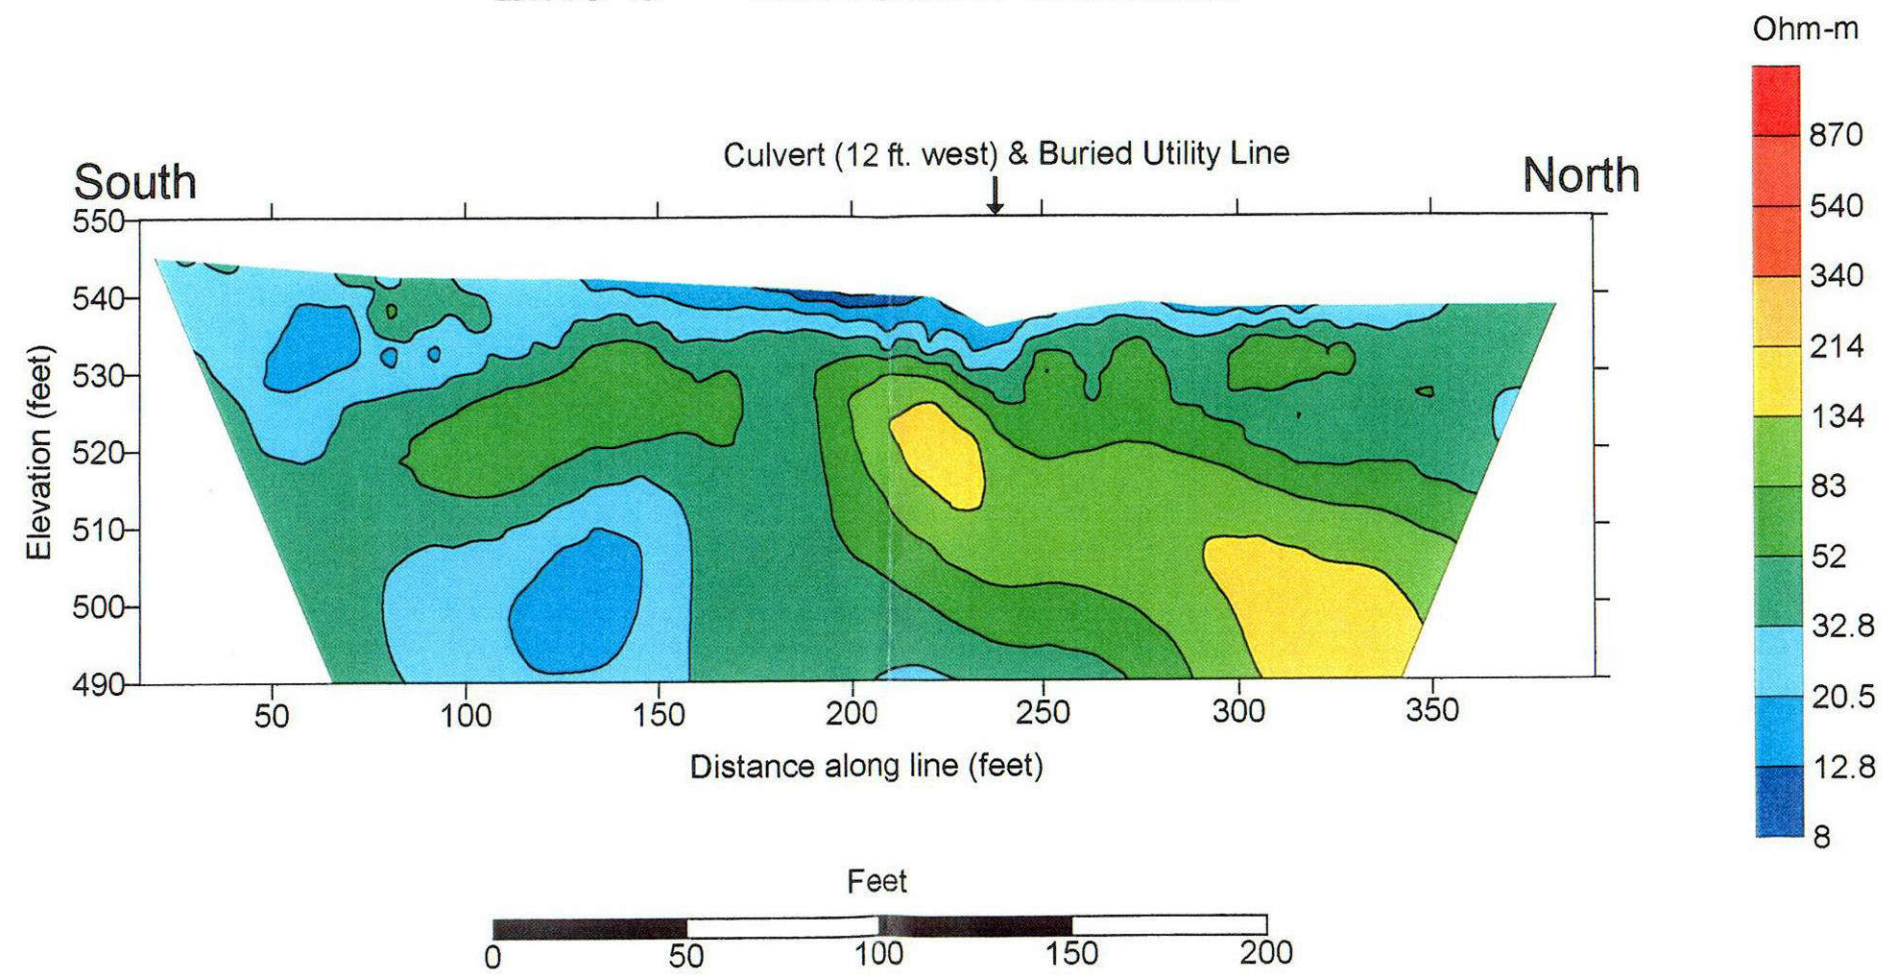 Ohm-m
Culvert (12 ft. west) & Buried Utility Line
South
North
550
540
530
520
510
500
490
Elevation (feet)
50 100 150 200 250 300 350
Distance along line (feet)
870
540
340
214
134
83
52
32.8
20.5
12.8
8
Feet
0 50 100 150 200